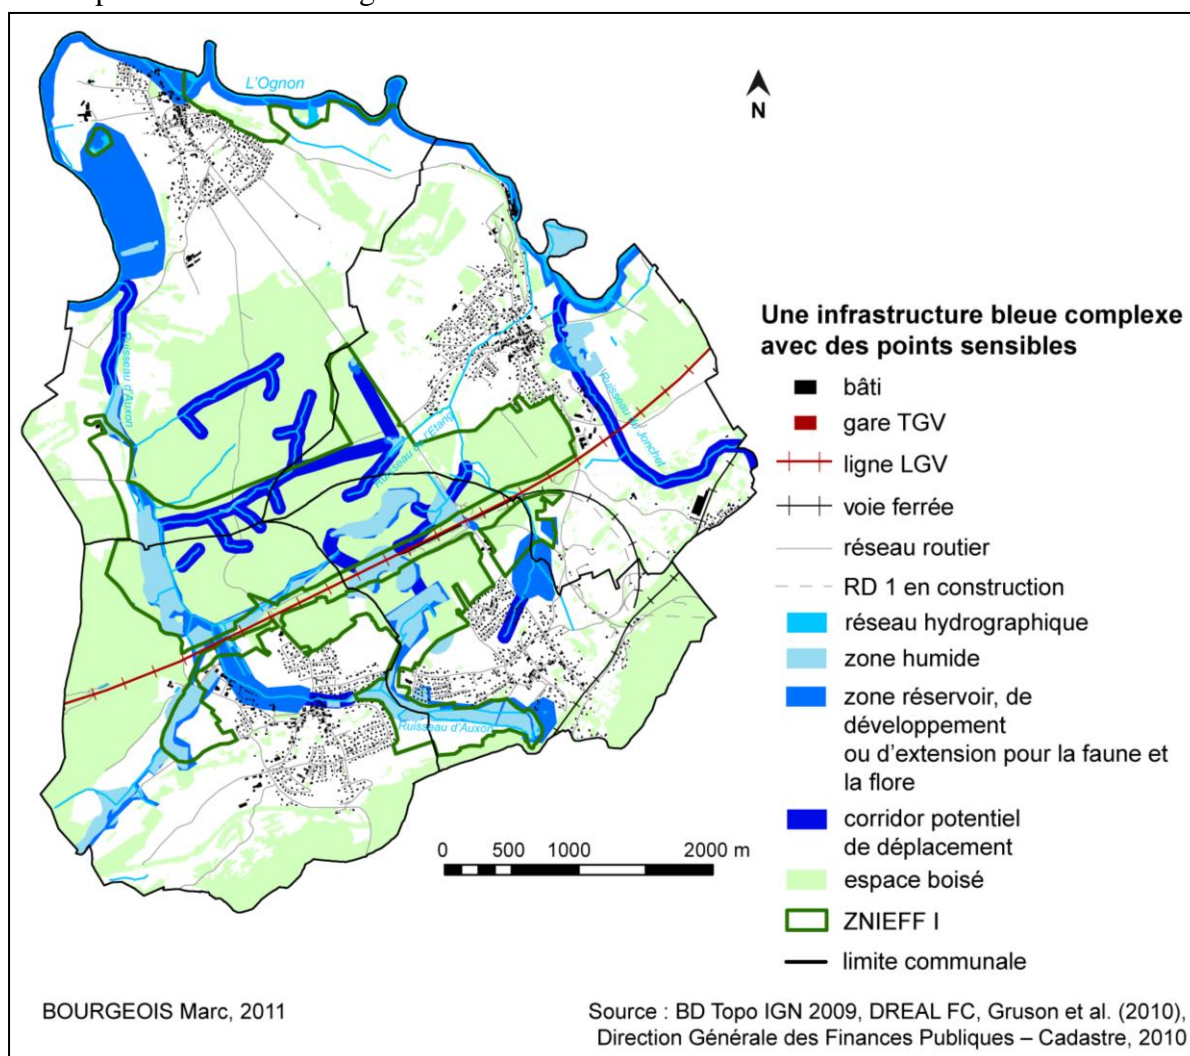 L'Ognon
N
Ruisseau d'Auxon
Ruisseau de l'Etang
Ruisseau du Jonchet
Ruisseau d'Auxon
Une infrastructure bleue complexe
avec des points sensibles
bâti
gare TGV
ligne LGV
voie ferrée
réseau routier
RD 1 en construction
réseau hydrographique
zone humide
zone réservoir, de
développement
ou d'extension pour la faune et
la flore
corridor potentiel
de déplacement
espace boisé
ZNIEFF I
limite communale
0 500 1000 2000 m
BOURGEOIS Marc, 2011
Source : BD Topo IGN 2009, DREAL FC, Gruson et al. (2010),
Direction Générale des Finances Publiques – Cadastre, 2010